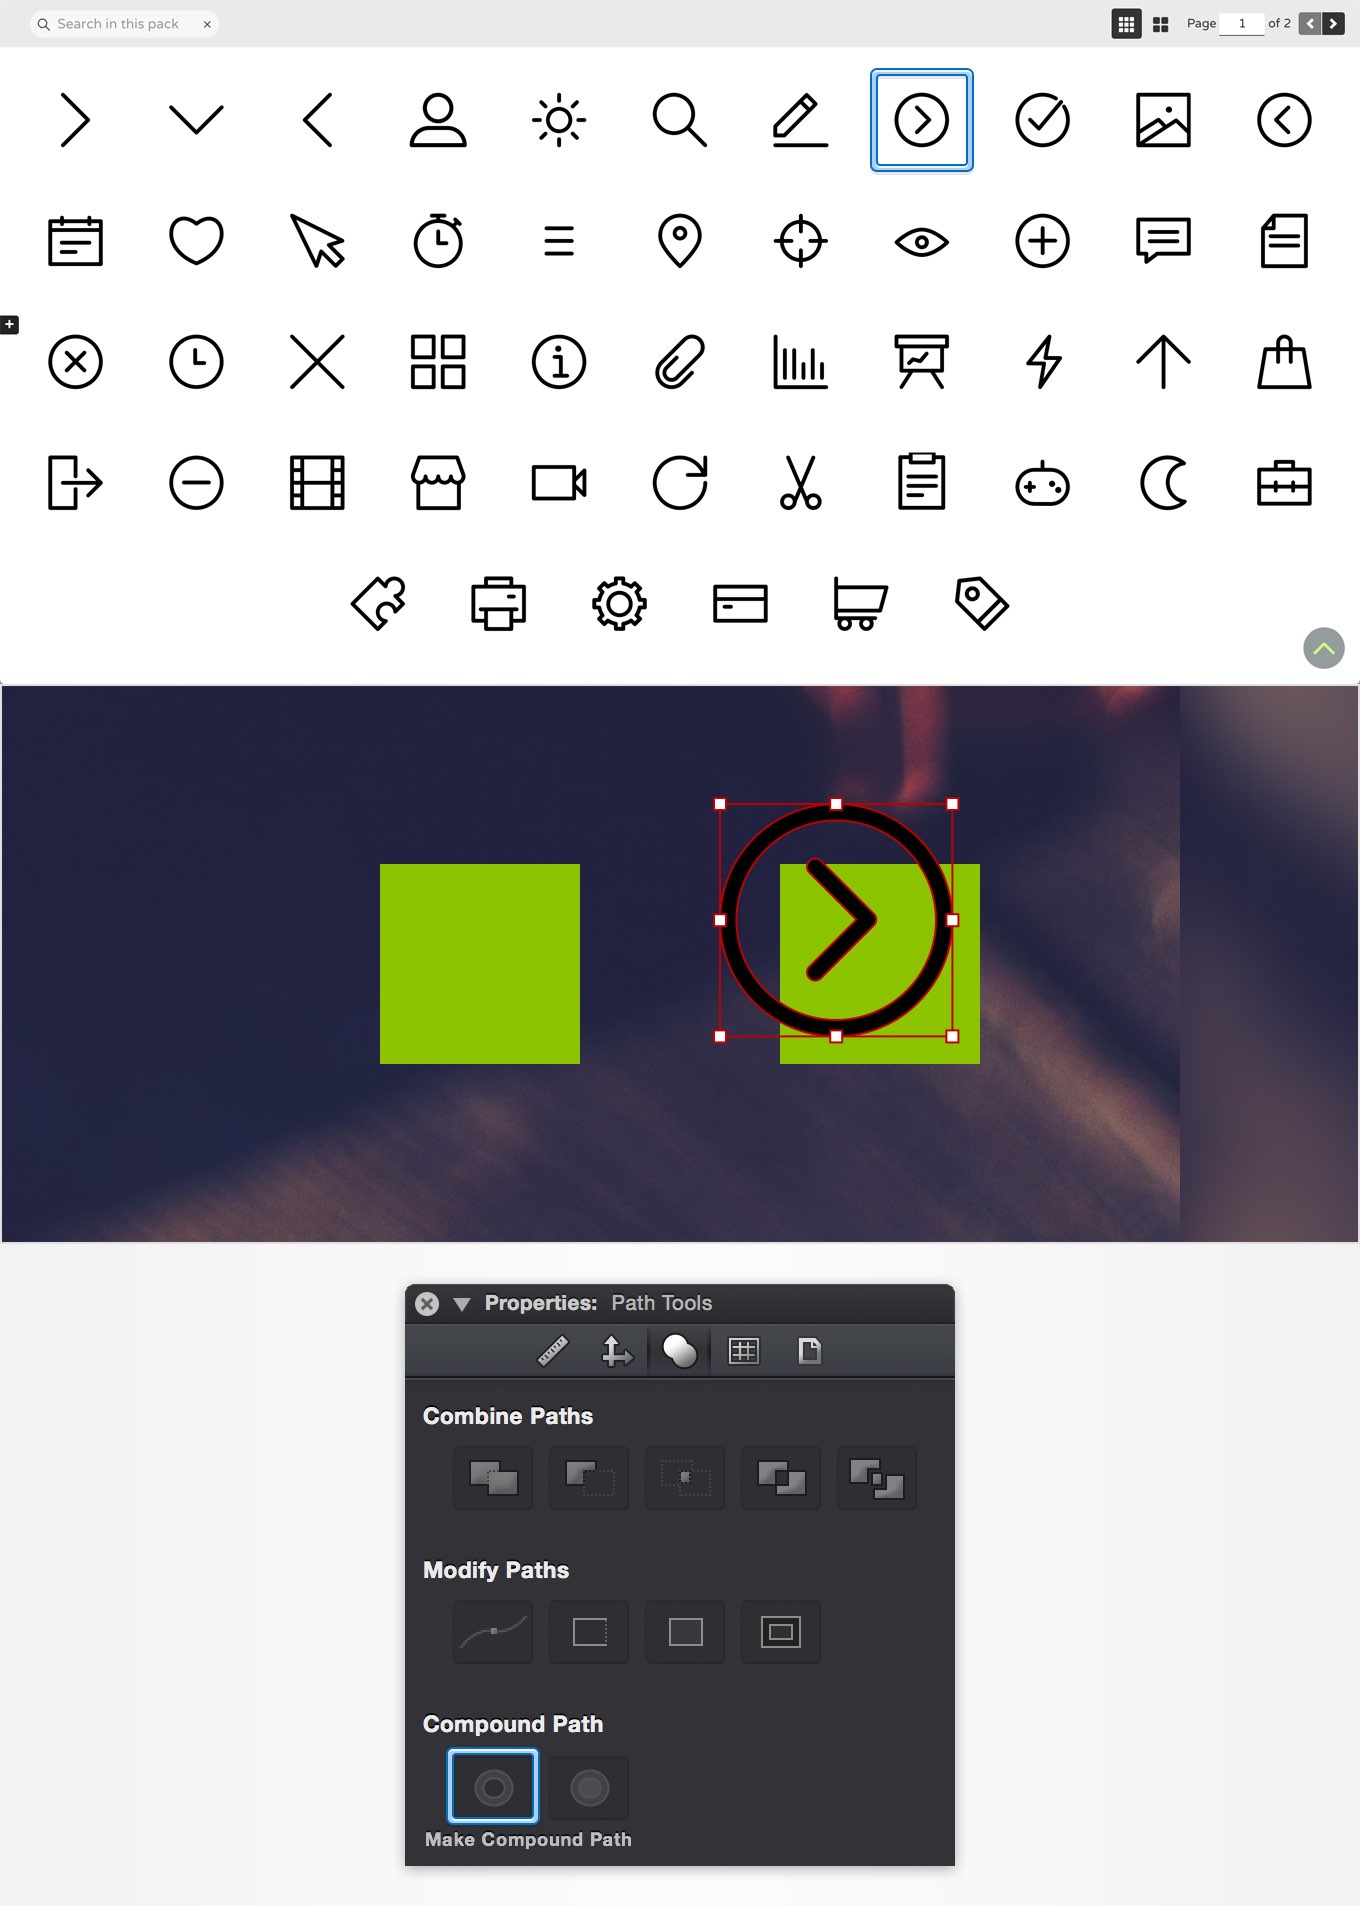 Search in this pack
Page 1 of 2
Properties: Path Tools
Combine Paths
Modify Paths
Compound Path
Make Compound Path